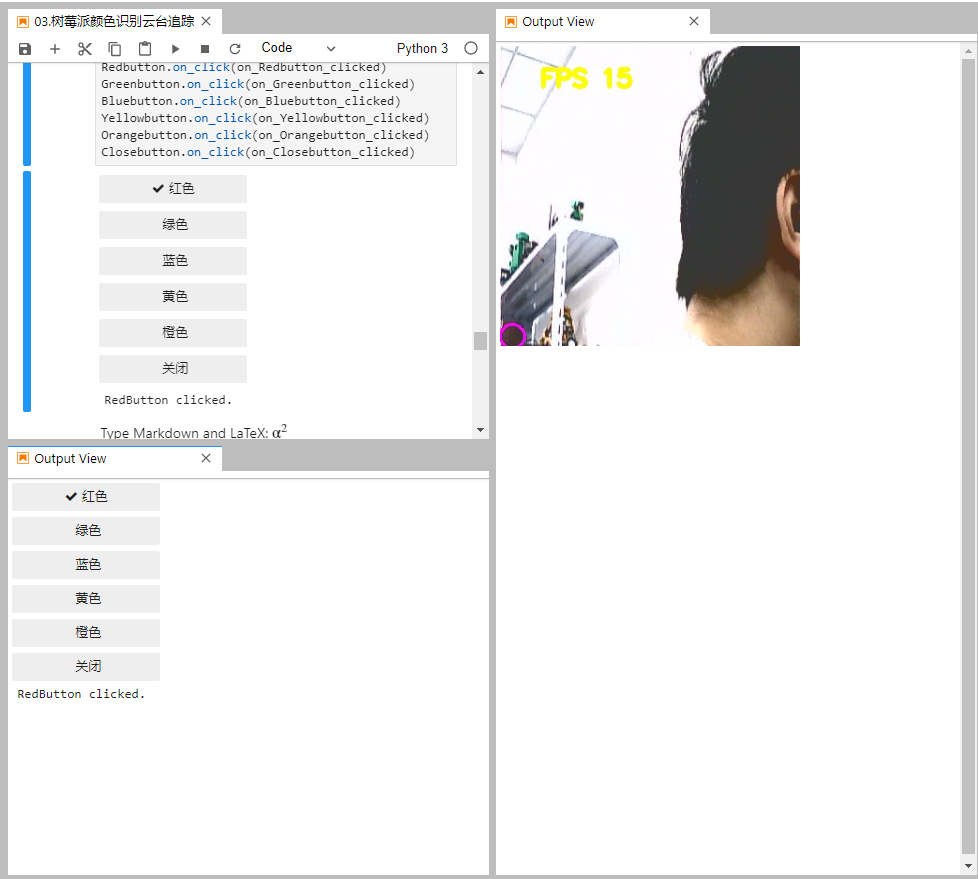 03.树莓派颜色识别云台追踪
Code
Python 3
Redbutton.on_click(on_Redbutton_clicked)
Greenbutton.on_click(on_Greenbutton_clicked)
Bluebutton.on_click(on_Bluebutton_clicked)
Yellowbutton.on_click(on_Yellowbutton_clicked)
Orangebutton.on_click(on_Orangebutton_clicked)
Closebutton.on_click(on_Closebutton_clicked)
✔ 红色
绿色
蓝色
黄色
橙色
关闭
RedButton clicked.
Type Markdown and LaTeX: α²
Output View
✔ 红色
绿色
蓝色
黄色
橙色
关闭
RedButton clicked.
Output View
FPS 15